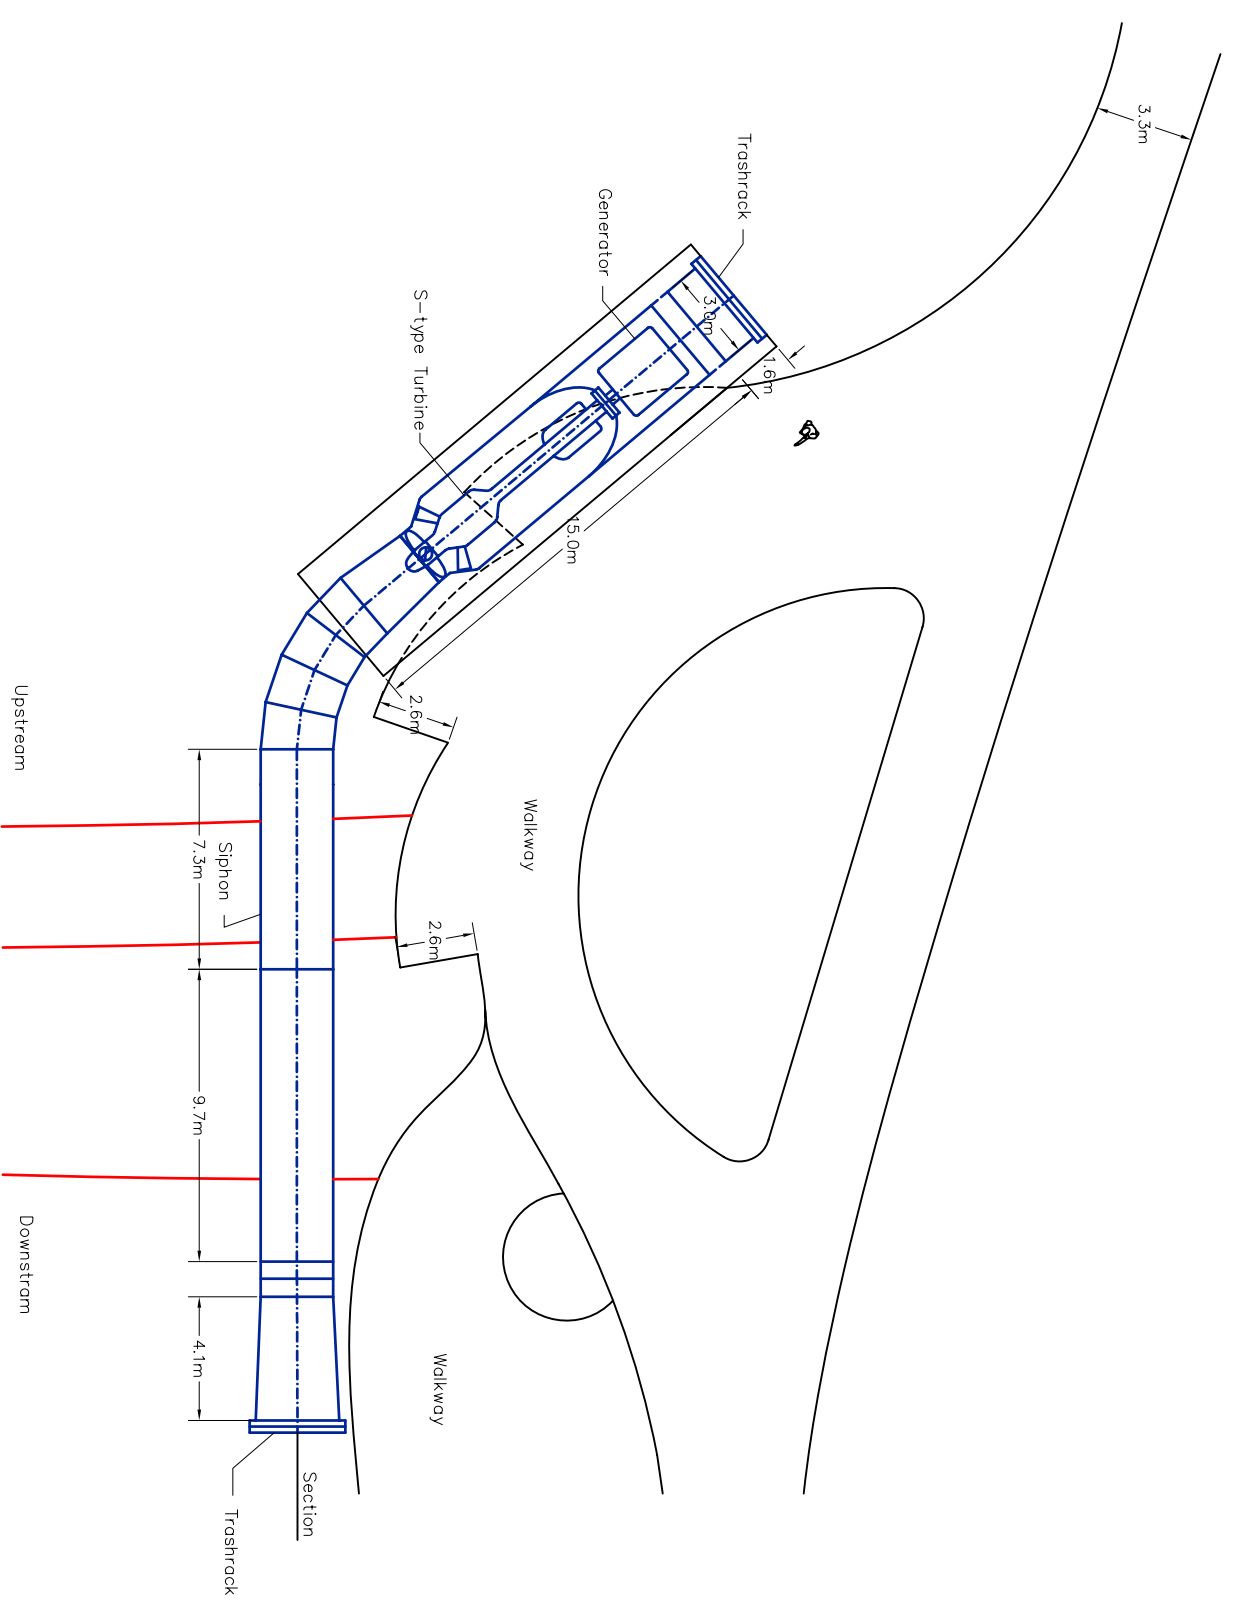 3.3m
Trashrack
Generator
3.0m
1.6m
S-type Turbine
15.0m
2.6m
Upstream
Walkway
Siphon
7.3m
2.6m
9.7m
Downstram
4.1m
Walkway
Section
Trashrack